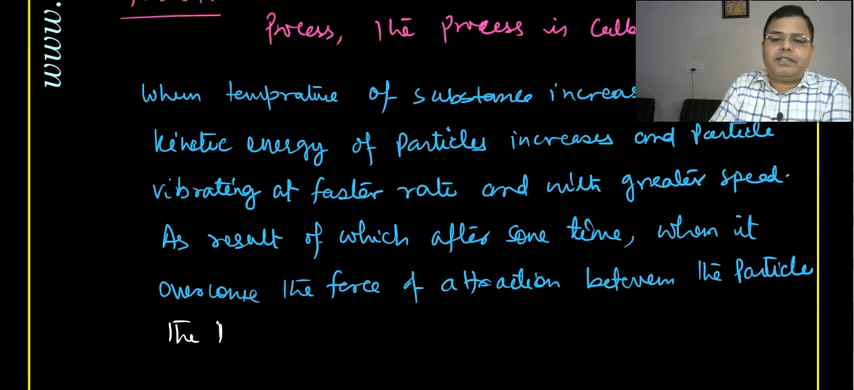 www.
Process, The process is calle
when temprature of substance increas
kinetic energy of particles increases and particle
vibrating at faster rate and with greater speed.
As result of which after some time, when it
overcome the force of attraction between the particle
The